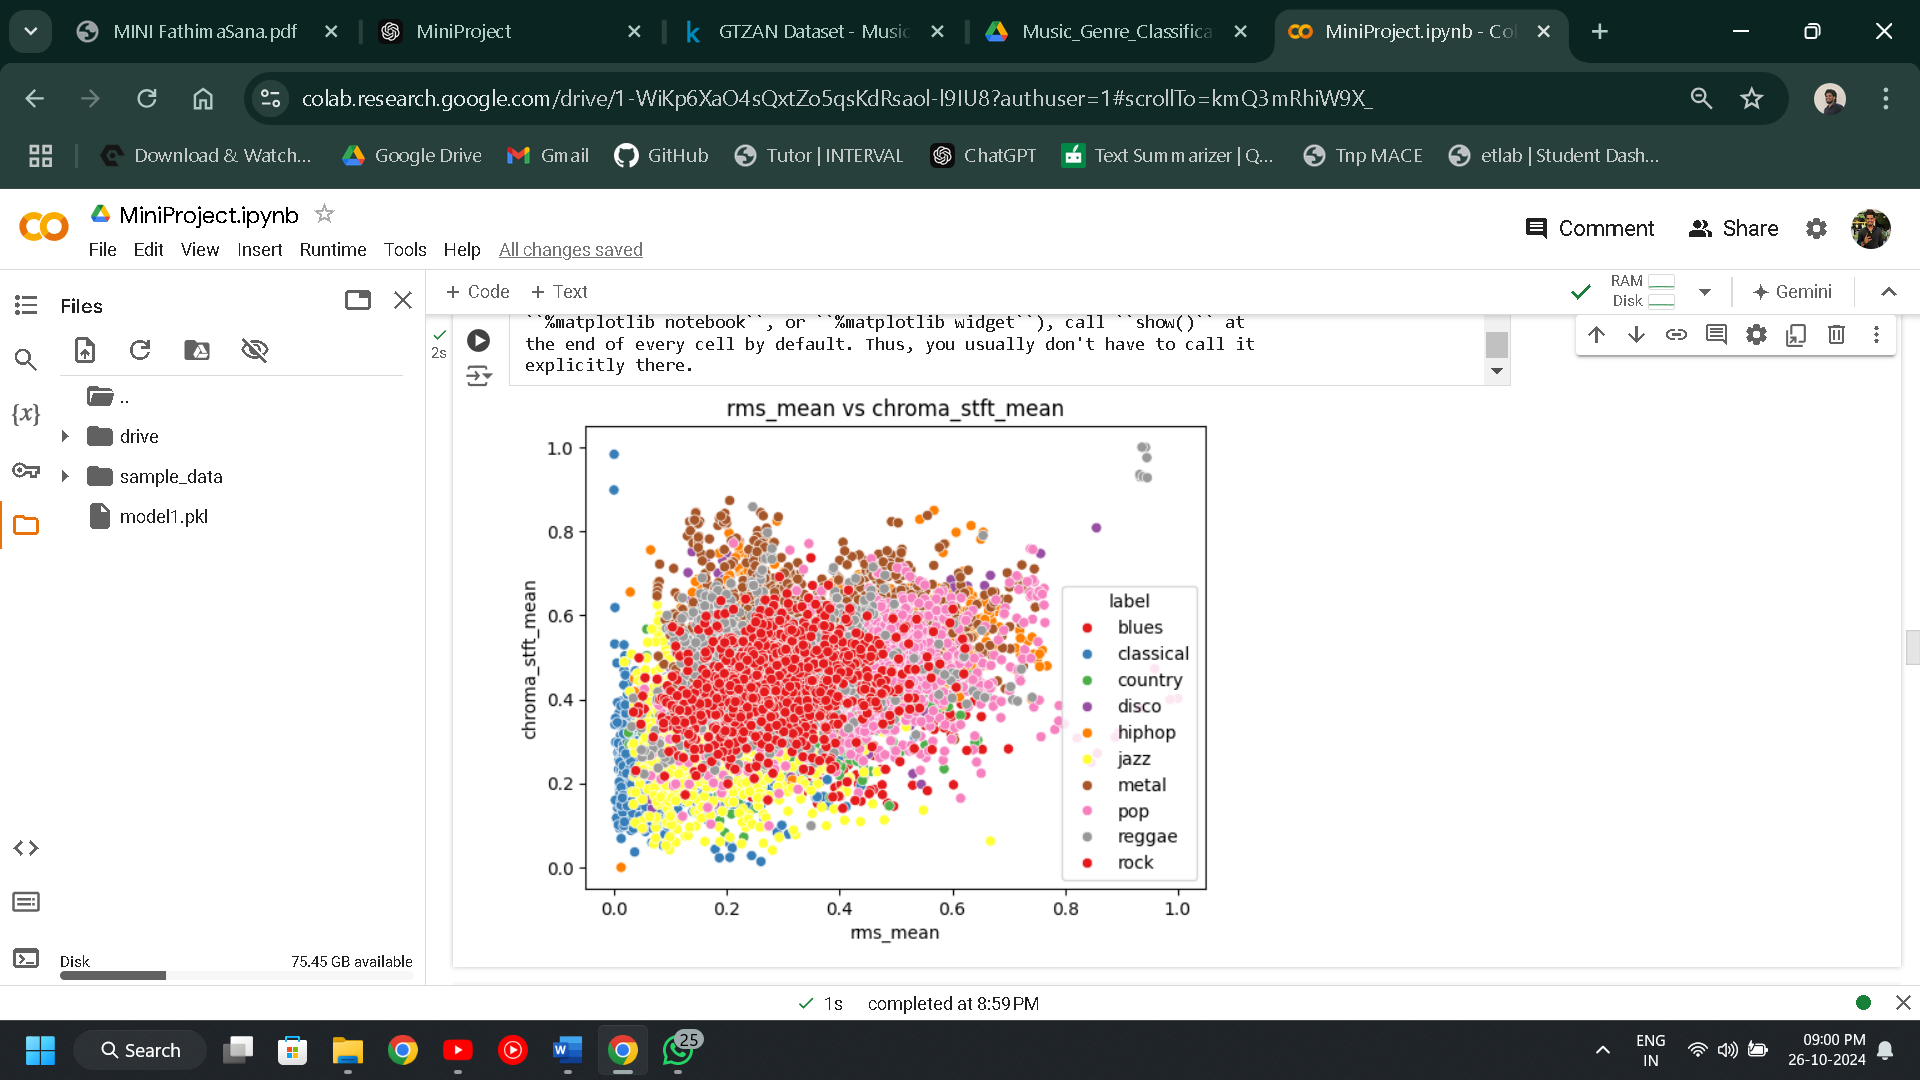 MINI FathimaSana.pdf
MiniProject
GTZAN Dataset - Music
Music_Genre_Classifica
MiniProject.ipynb - Col
colab.research.google.com/drive/1-WiKp6XaO4sQxtZo5qsKdRsaol-l9IU8?authuser=1#scrollTo=kmQ3mRhiW9X_
Download & Watch...
Google Drive
Gmail
GitHub
Tutor | INTERVAL
ChatGPT
Text Summarizer | Q...
Tnp MACE
etlab | Student Dash...
MiniProject.ipynb
Comment
Share
File Edit View Insert Runtime Tools Help All changes saved
Files
+ Code + Text
RAM
Disk
Gemini
2s
``%matplotlib notebook``, or ``%matplotlib widget``), call ``show()`` at
the end of every cell by default. Thus, you usually don't have to call it
explicitly there.
..
drive
sample_data
model1.pkl
{x}
rms_mean vs chroma_stft_mean
1.0
0.8
0.6
0.4
0.2
0.0
chroma_stft_mean
label
blues
classical
country
disco
hiphop
jazz
metal
pop
reggae
rock
0.0 0.2 0.4 0.6 0.8 1.0
rms_mean
Disk 75.45 GB available
1s completed at 8:59 PM
Search
25
ENG
IN
09:00 PM
26-10-2024